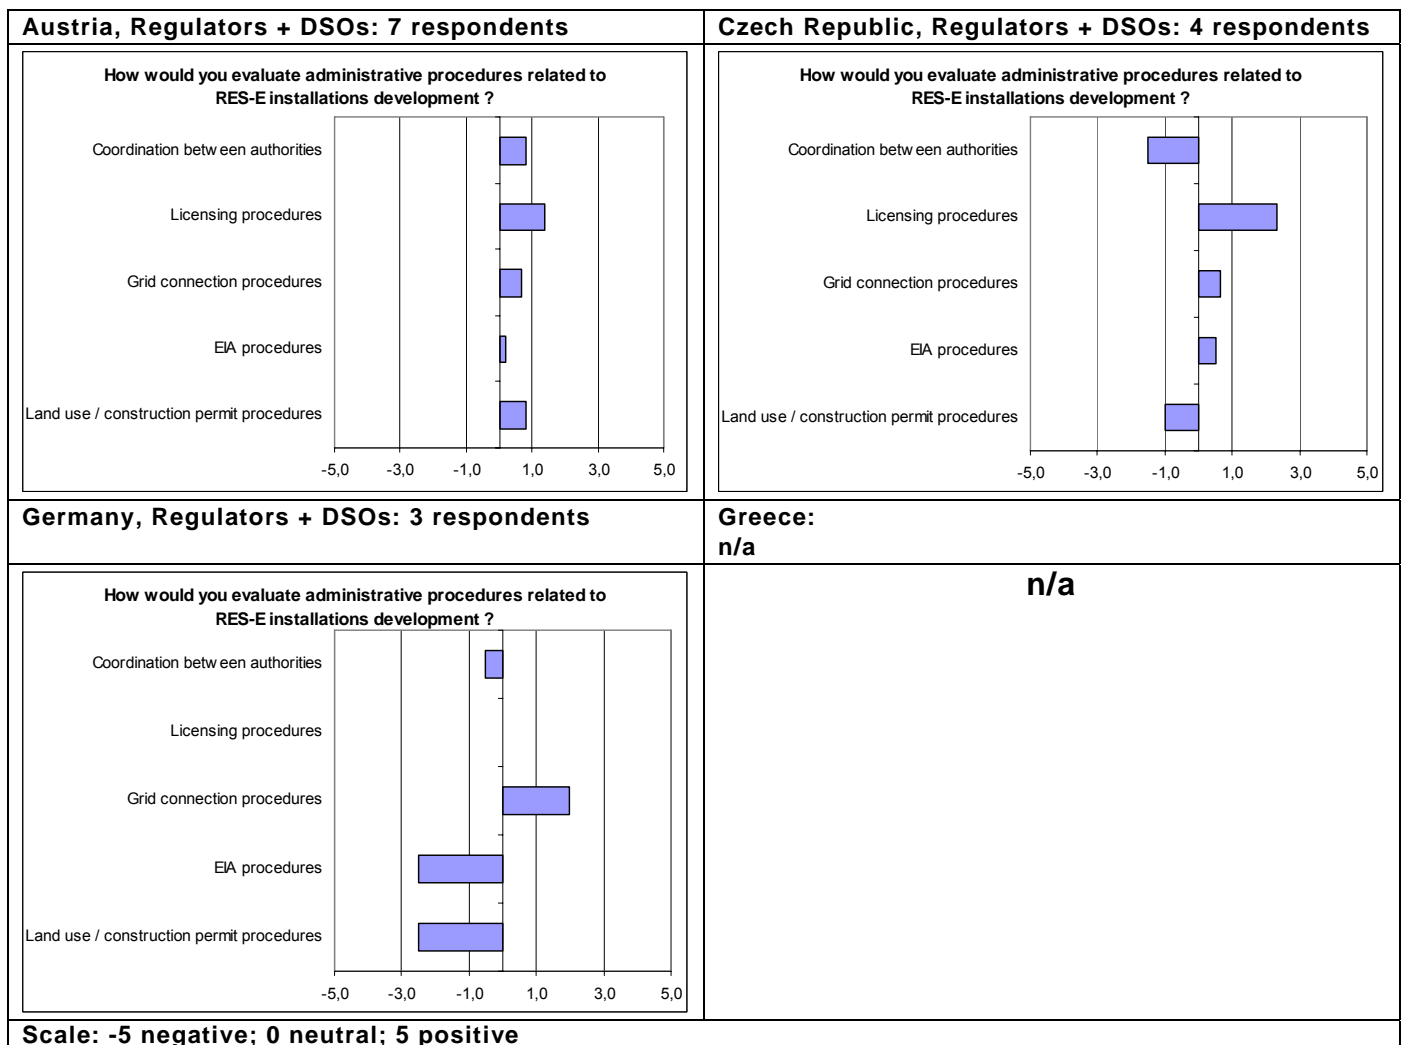 Austria, Regulators + DSOs: 7 respondents
How would you evaluate administrative procedures related to
RES-E installations development ?
Coordination between authorities
Licensing procedures
Grid connection procedures
EIA procedures
Land use / construction permit procedures
-5,0 -3,0 -1,0 1,0 3,0 5,0
Czech Republic, Regulators + DSOs: 4 respondents
How would you evaluate administrative procedures related to
RES-E installations development ?
Coordination between authorities
Licensing procedures
Grid connection procedures
EIA procedures
Land use / construction permit procedures
-5,0 -3,0 -1,0 1,0 3,0 5,0
Germany, Regulators + DSOs: 3 respondents
How would you evaluate administrative procedures related to
RES-E installations development ?
Coordination between authorities
Licensing procedures
Grid connection procedures
EIA procedures
Land use / construction permit procedures
-5,0 -3,0 -1,0 1,0 3,0 5,0
Greece:
n/a
n/a
Scale: -5 negative; 0 neutral; 5 positive